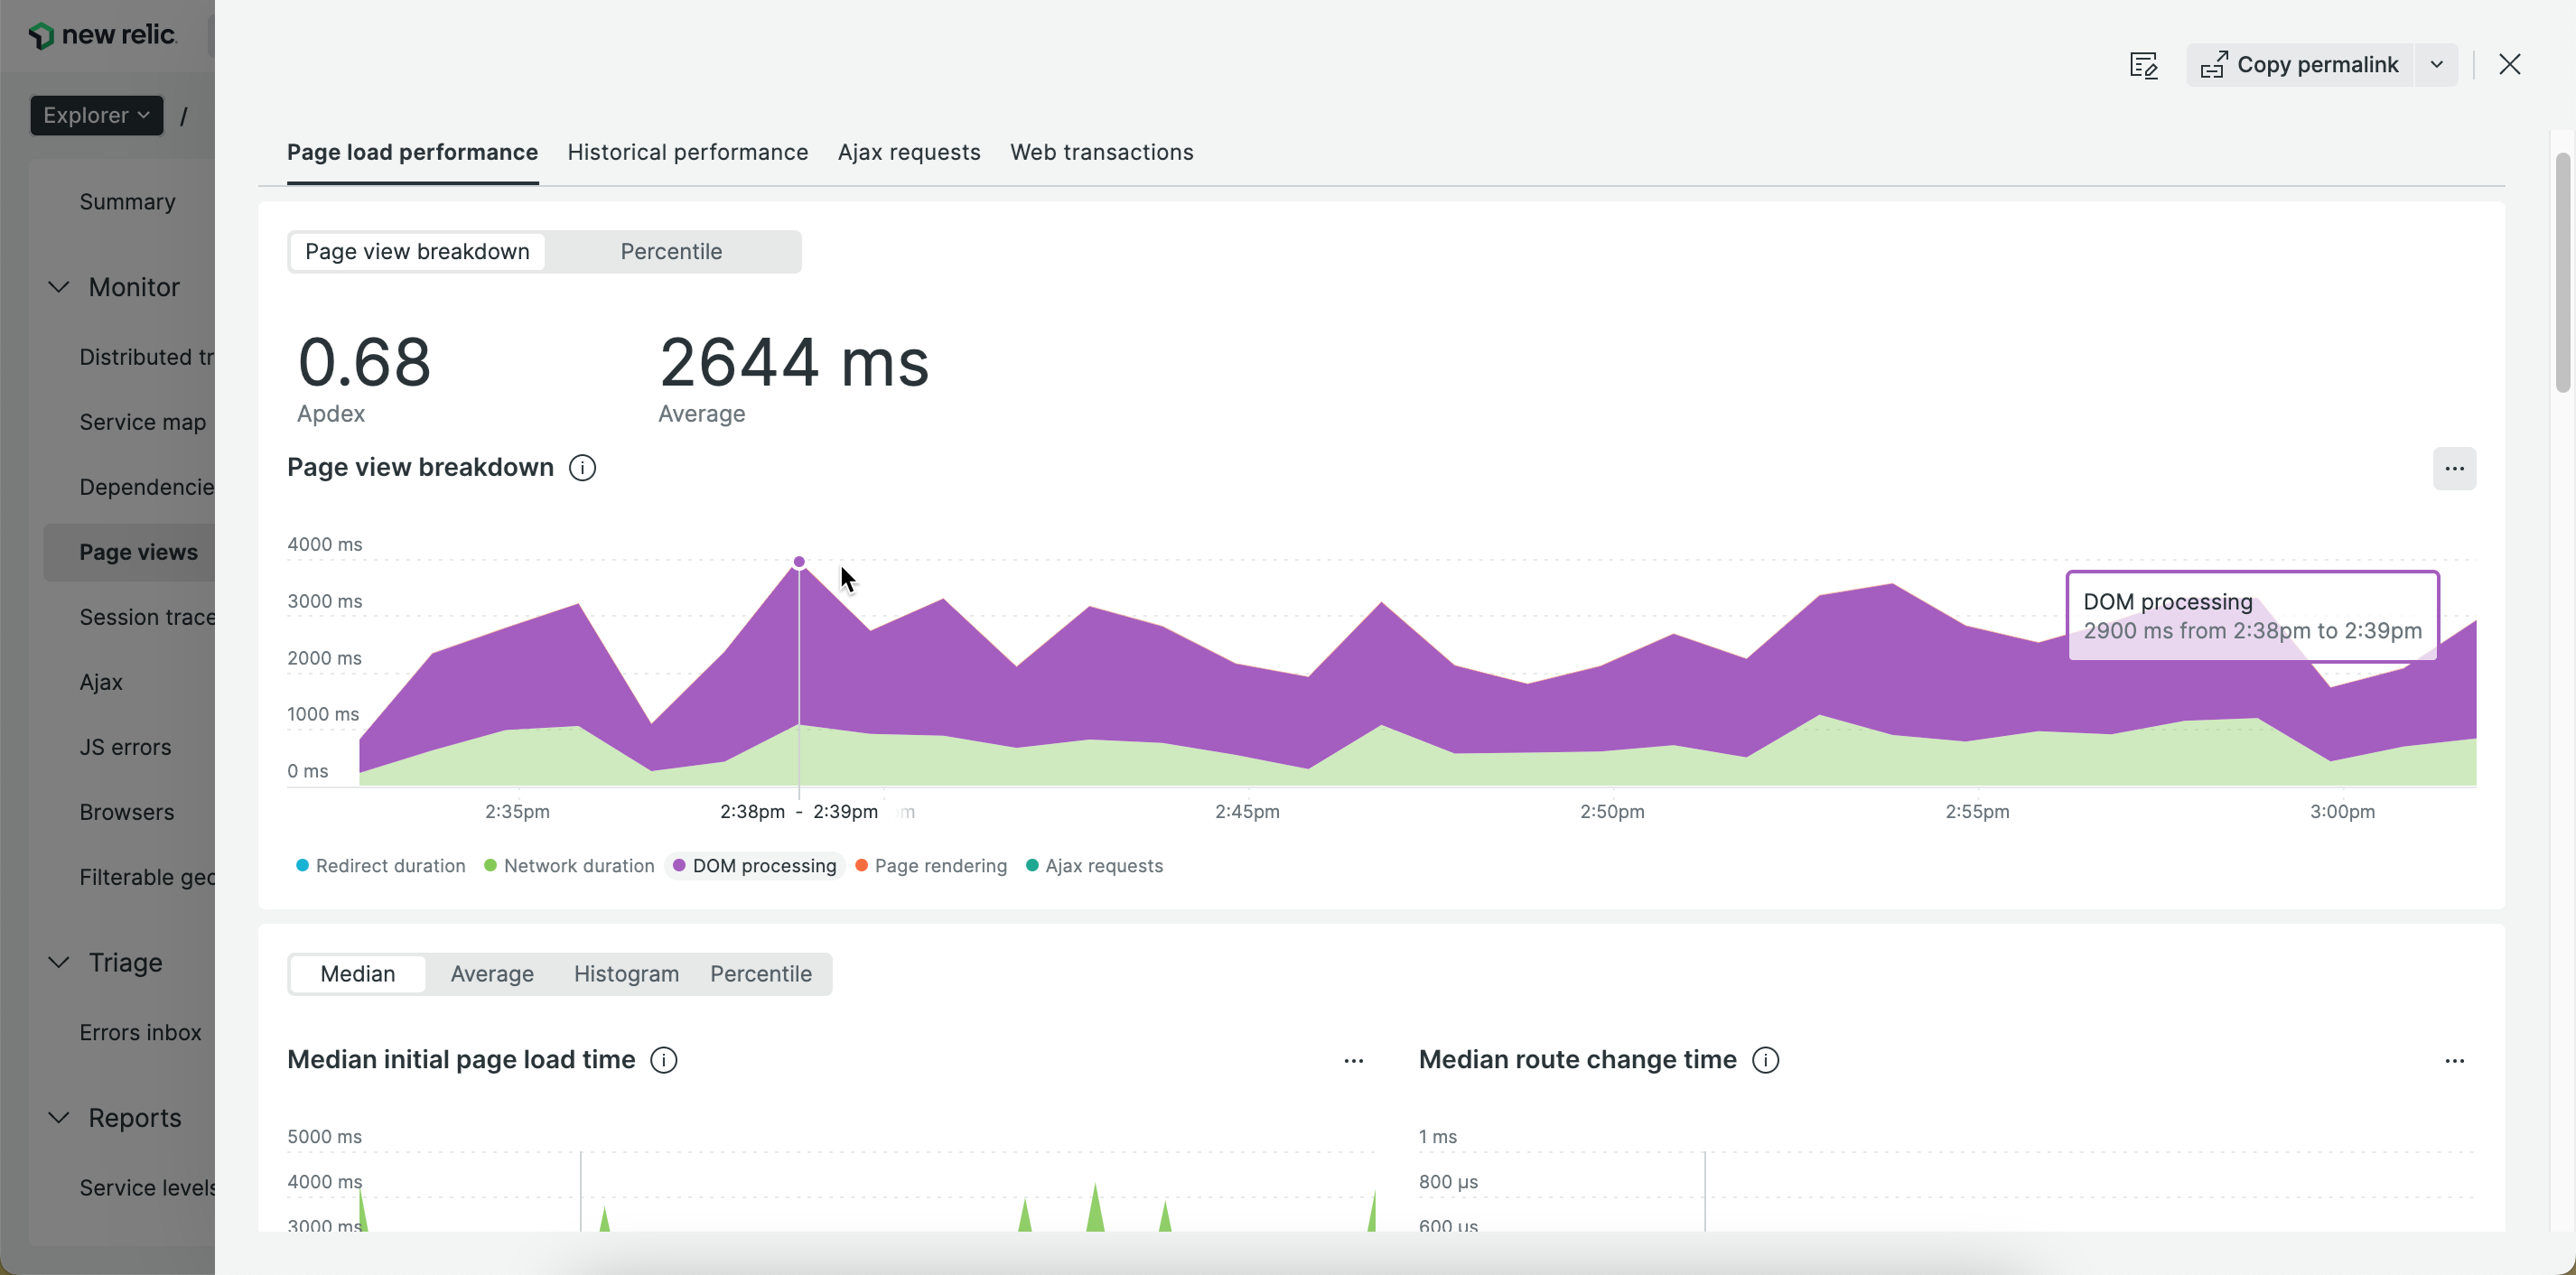 new relic.
Copy permalink
Explorer /
Page load performance Historical performance Ajax requests Web transactions
Summary
Monitor
Distributed tr
Service map
Dependencie
Page views
Session trace
Ajax
JS errors
Browsers
Filterable geo
Triage
Errors inbox
Reports
Service levels
Page view breakdown Percentile
0.68
Apdex
2644 ms
Average
Page view breakdown
4000 ms
3000 ms
2000 ms
1000 ms
0 ms
DOM processing
2900 ms from 2:38pm to 2:39pm
2:35pm 2:38pm - 2:39pm m 2:45pm 2:50pm 2:55pm 3:00pm
Redirect duration Network duration DOM processing Page rendering Ajax requests
Median Average Histogram Percentile
Median initial page load time
5000 ms
4000 ms
3000 ms
Median route change time
1 ms
800 µs
600 µs